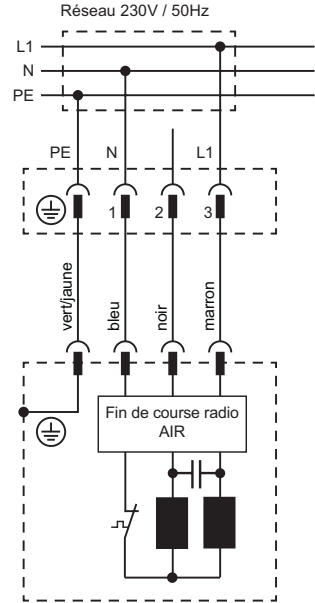 Réseau 230V / 50Hz
L1
N
PE
PE N L1
1 2 3
vert/jaune
bleu
noir
marron
Fin de course radio
AIR